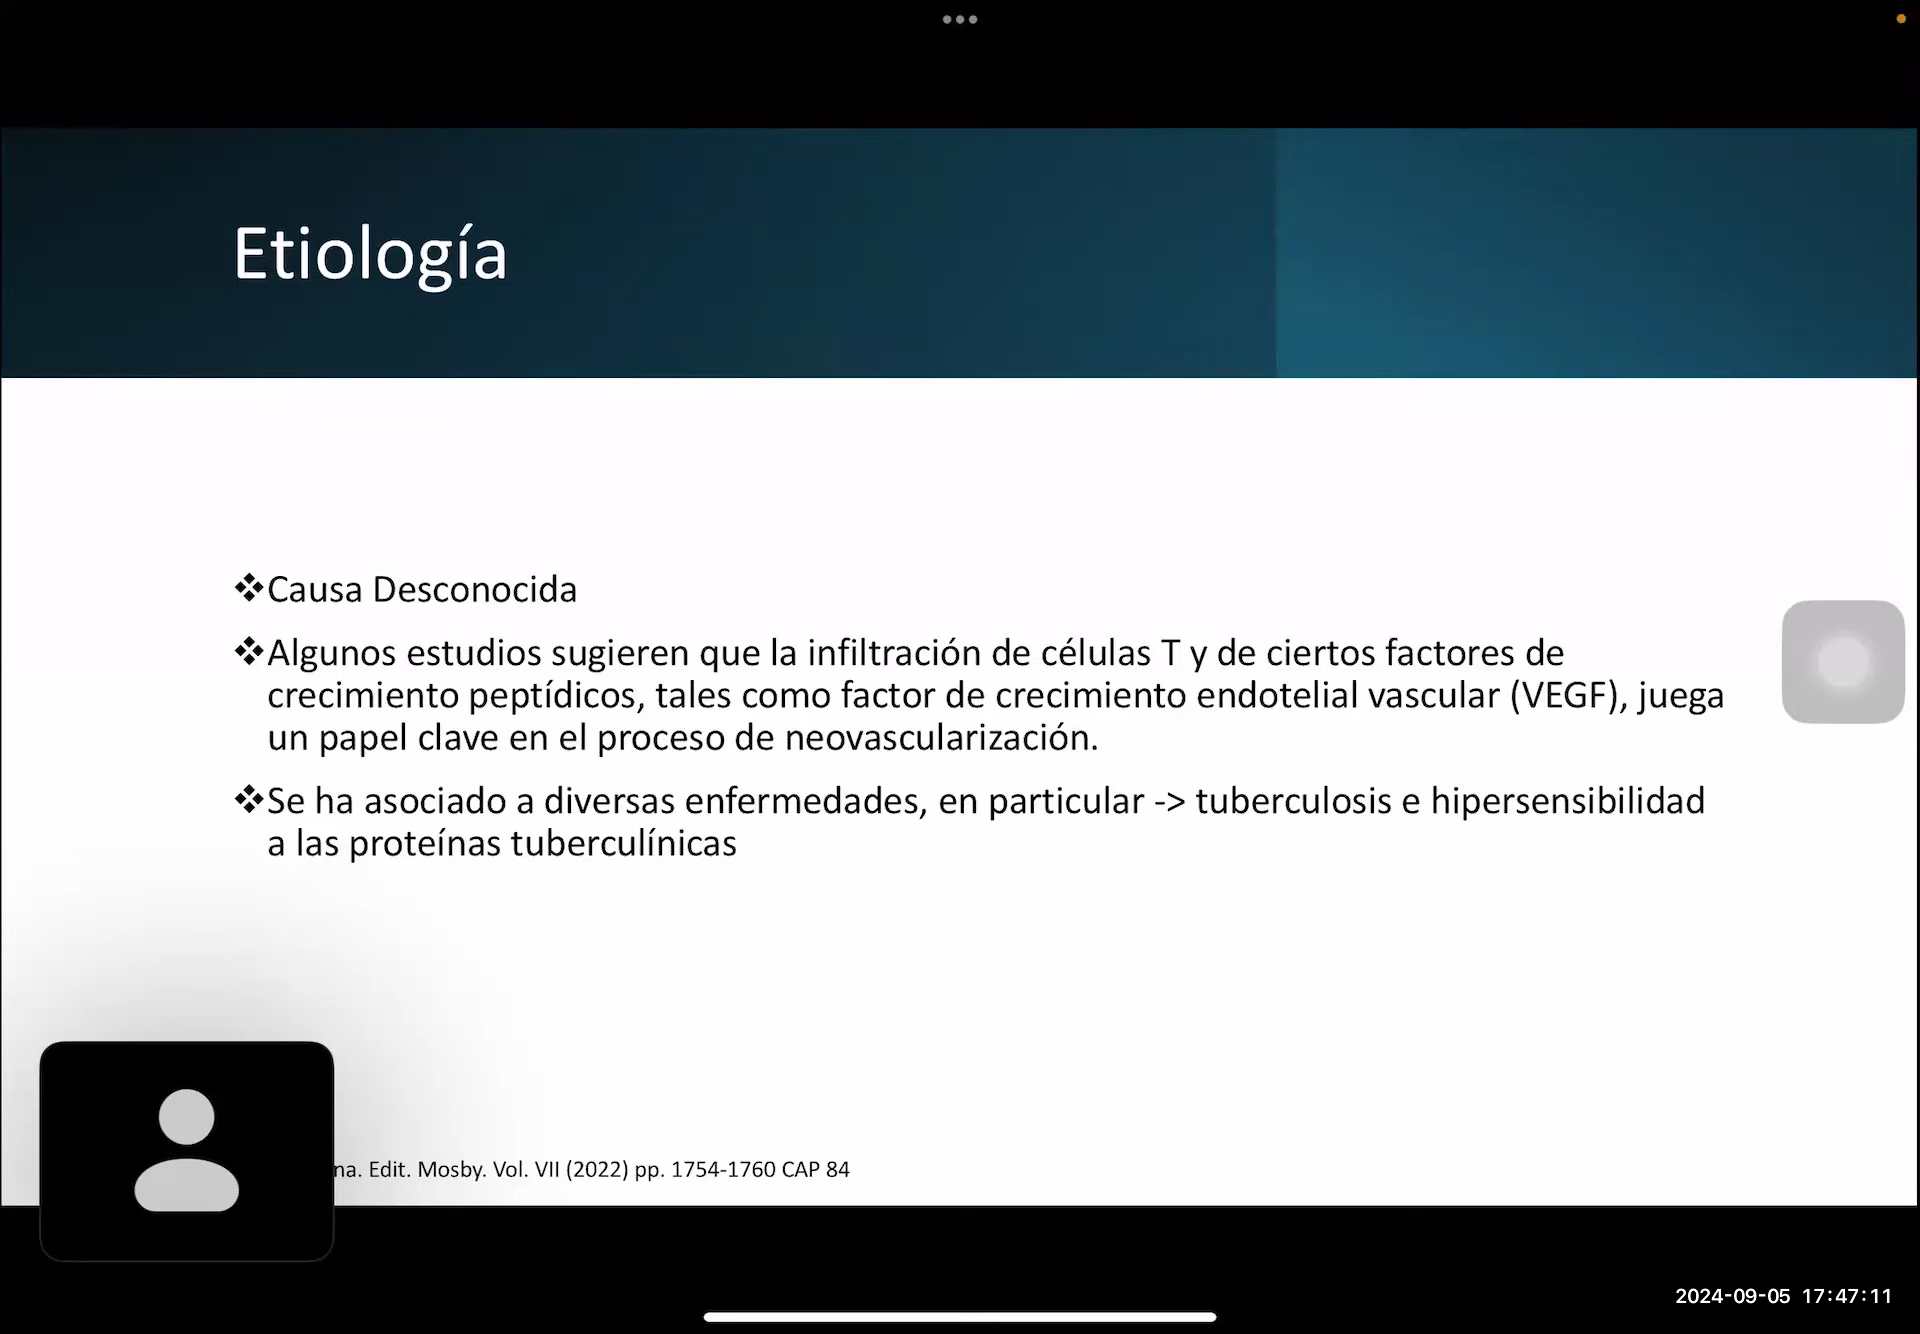 Etiología
❖Causa Desconocida
❖Algunos estudios sugieren que la infiltración de células T y de ciertos factores de
crecimiento peptídicos, tales como factor de crecimiento endotelial vascular (VEGF), juega
un papel clave en el proceso de neovascularización.
❖Se ha asociado a diversas enfermedades, en particular -> tuberculosis e hipersensibilidad
a las proteínas tuberculínicas
Edit. Mosby. Vol. VII (2022) pp. 1754-1760 CAP 84
2024-09-05 17:47:11